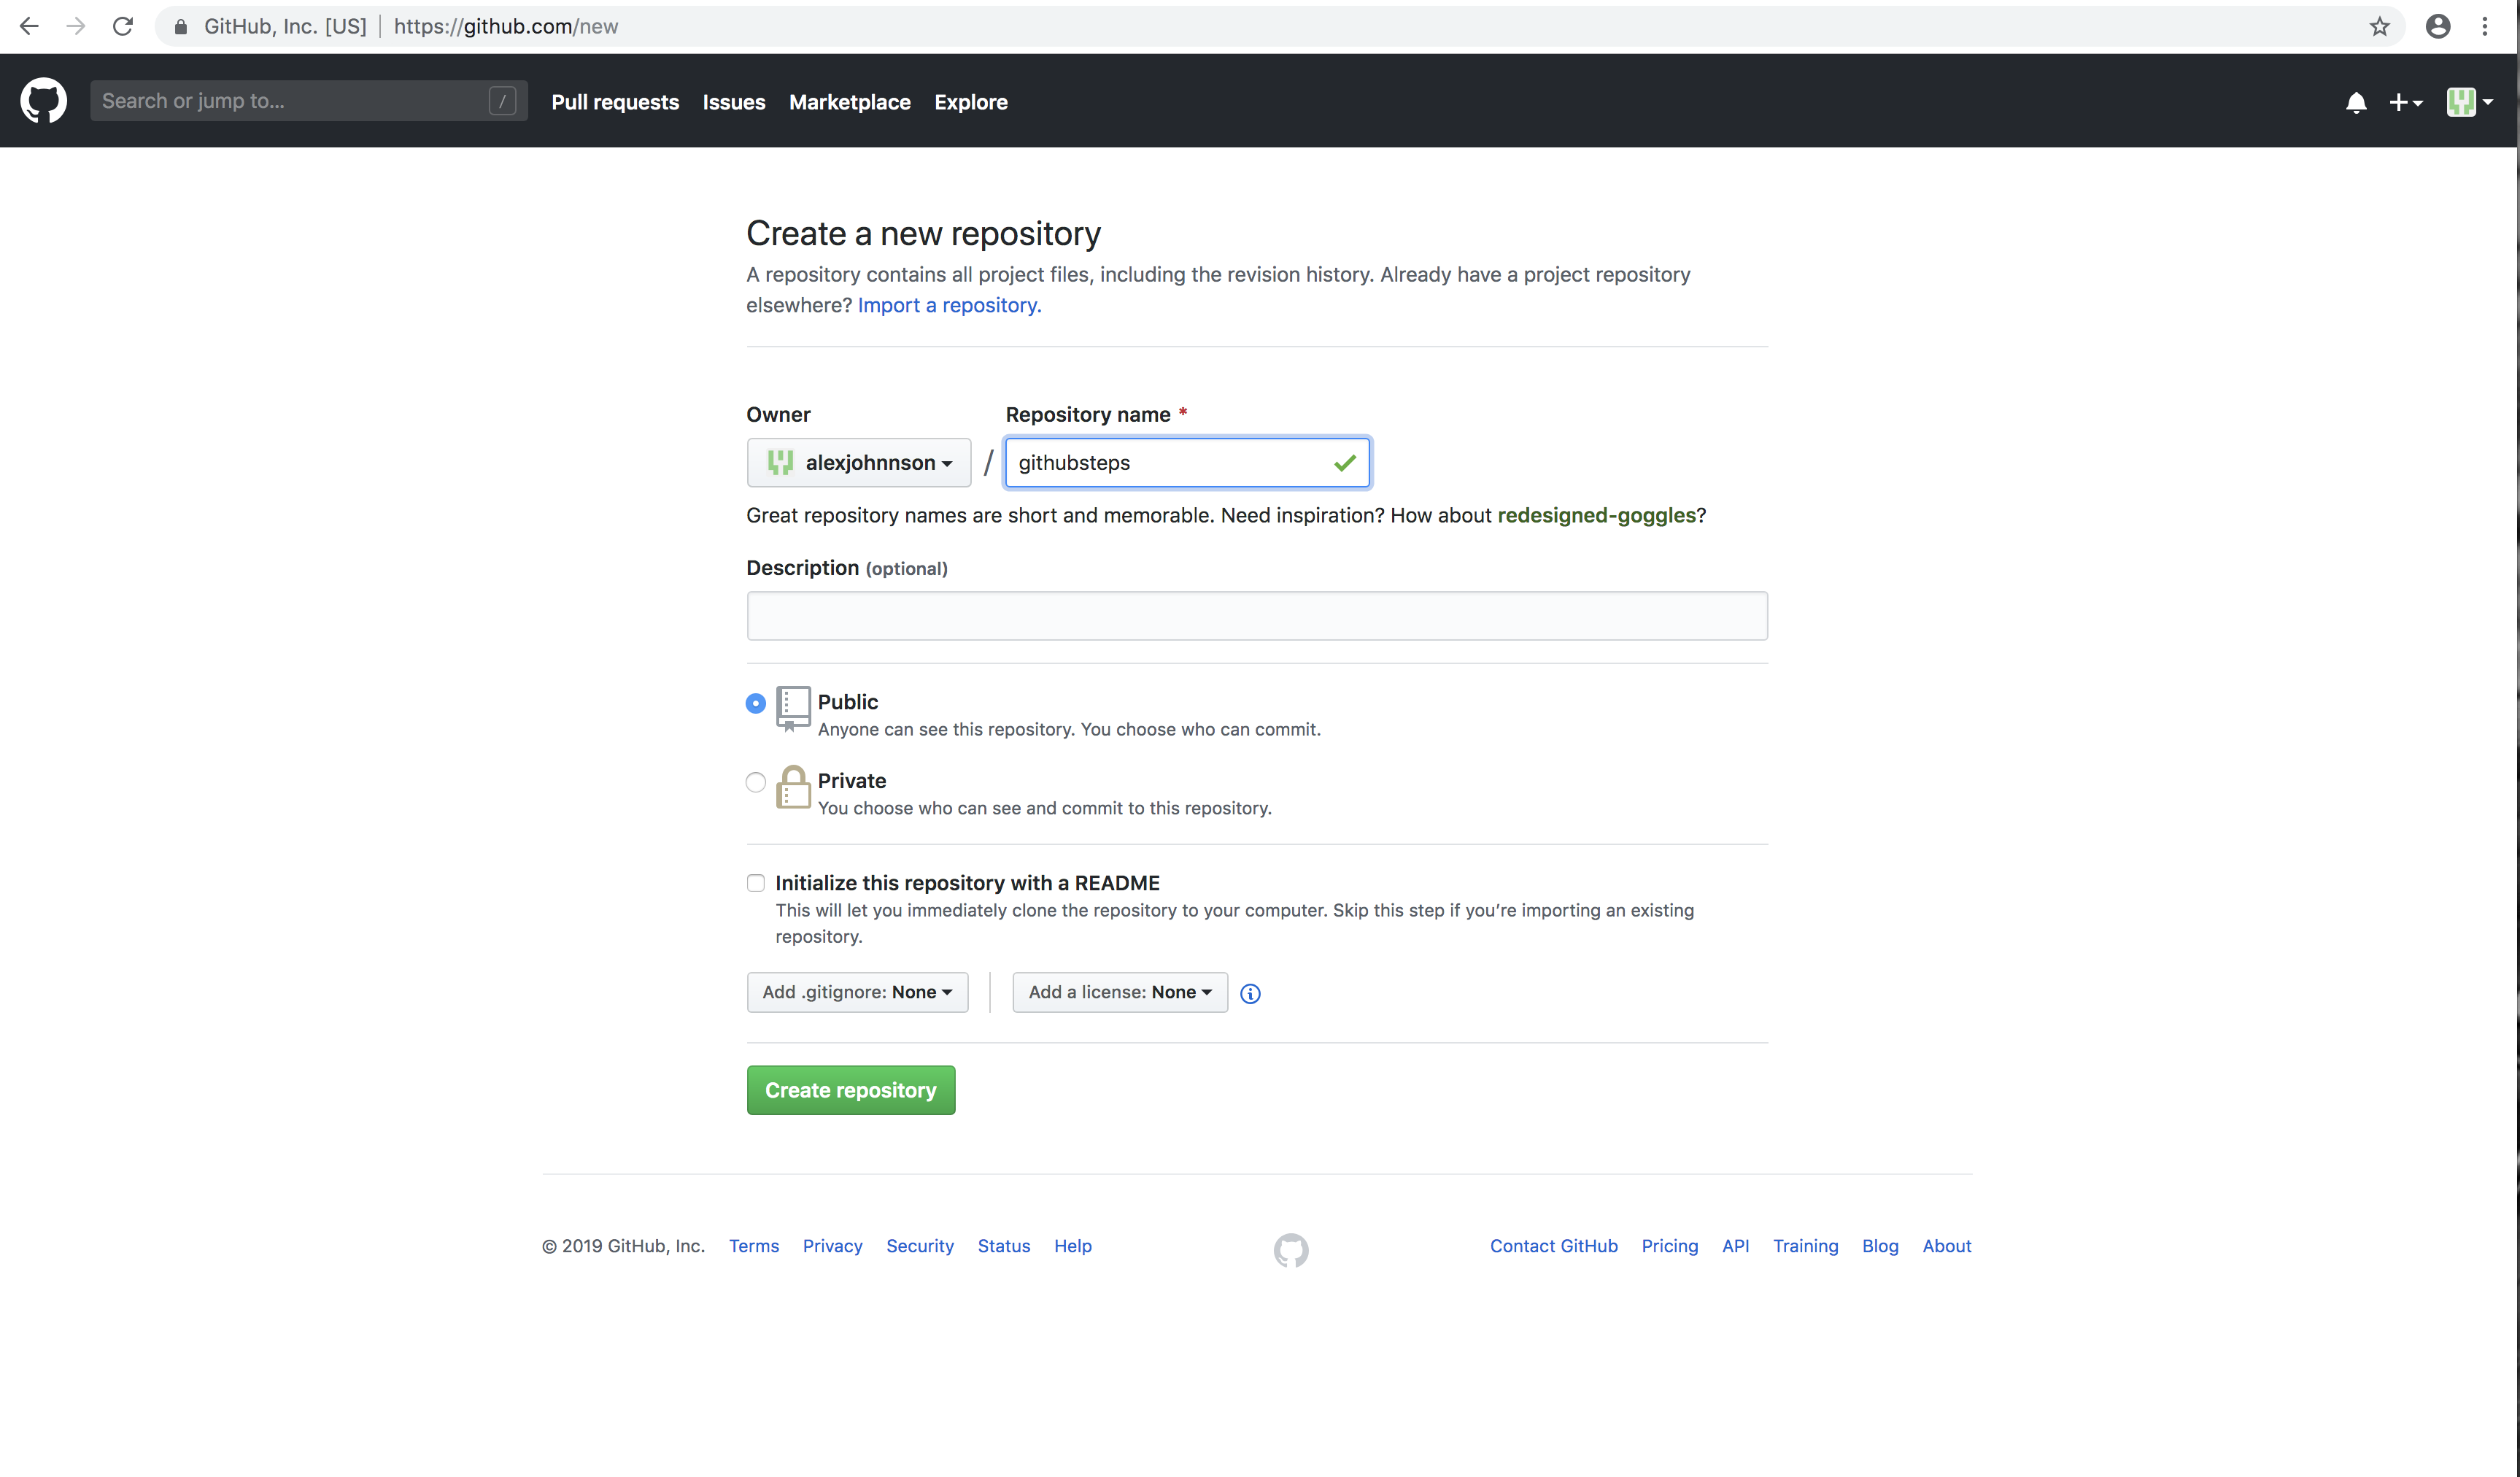 GitHub, Inc. [US] | https://github.com/new
Search or jump to... /
Pull requests Issues Marketplace Explore
Create a new repository
A repository contains all project files, including the revision history. Already have a project repository
elsewhere? Import a repository.
Owner Repository name *
alexjohnnson / githubsteps
Great repository names are short and memorable. Need inspiration? How about redesigned-goggles?
Description (optional)
Public
Anyone can see this repository. You choose who can commit.
Private
You choose who can see and commit to this repository.
Initialize this repository with a README
This will let you immediately clone the repository to your computer. Skip this step if you’re importing an existing
repository.
Add .gitignore: None Add a license: None
Create repository
© 2019 GitHub, Inc. Terms Privacy Security Status Help Contact GitHub Pricing API Training Blog About